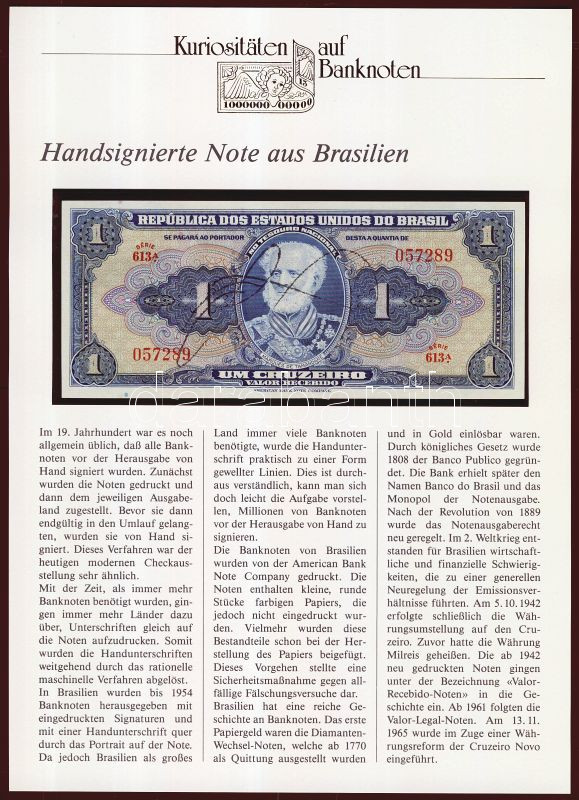 Kuriositäten auf
Banknoten
15
1000000 00000
Handsignierte Note aus Brasilien
REPÚBLICA DOS ESTADOS UNIDOS DO BRASIL
1
1
SE PAGARÁ AO PORTADOR
NO TESOURO NACIONAL
DESTA A QUANTIA DE
SÉRIE
613A
057289
1
1
057289
SÉRIE
613A
1
1
UM CRUZEIRO
VALOR RECEBIDO
AMERICAN BANK NOTE COMPANY
darabanth
Im 19. Jahrhundert war es noch
allgemein üblich, daß alle Bank-
noten vor der Herausgabe von
Hand signiert wurden. Zunächst
wurden die Noten gedruckt und
dann dem jeweiligen Ausgabe-
land zugestellt. Bevor sie dann
endgültig in den Umlauf gelang-
ten, wurden sie von Hand si-
gniert. Dieses Verfahren war der
heutigen modernen Checkaus-
stellung sehr ähnlich.
Mit der Zeit, als immer mehr
Banknoten benötigt wurden, gin-
gen immer mehr Länder dazu
über, Unterschriften gleich auf
die Noten aufzudrucken. Somit
wurden die Handunterschriften
weitgehend durch das rationelle
maschinelle Verfahren abgelöst.
In Brasilien wurden bis 1954
Banknoten herausgegeben mit
eingedruckten Signaturen und
mit einer Handunterschrift quer
durch das Portrait auf der Note.
Da jedoch Brasilien als großes
Land immer viele Banknoten
benötigte, wurde die Handunter-
schrift praktisch zu einer Form
gewellter Linien. Dies ist durch-
aus verständlich, kann man sich
doch leicht die Aufgabe vorstel-
len, Millionen von Banknoten
vor der Herausgabe von Hand zu
signieren.
Die Banknoten von Brasilien
wurden von der American Bank
Note Company gedruckt. Die
Noten enthalten kleine, runde
Stücke farbigen Papiers, die
jedoch nicht eingedruckt wur-
den. Vielmehr wurden diese
Bestandteile schon bei der Her-
stellung des Papiers beigefügt.
Dieses Vorgehen stellte eine
Sicherheitsmaßnahme gegen all-
fällige Fälschungsversuche dar.
Brasilien hat eine reiche Ge-
schichte an Banknoten. Das erste
Papiergeld waren die Diamanten-
Wechsel-Noten, welche ab 1770
als Quittung ausgestellt wurden
und in Gold einlösbar waren.
Durch königliches Gesetz wurde
1808 der Banco Publico gegrün-
det. Die Bank erhielt später den
Namen Banco do Brasil und das
Monopol der Notenausgabe.
Nach der Revolution von 1889
wurde das Notenausgaberecht
neu geregelt. Im 2. Weltkrieg ent-
standen für Brasilien wirtschaft-
liche und finanzielle Schwierig-
keiten, die zu einer generellen
Neuregelung der Emissionsver-
hältnisse führten. Am 5.10.1942
erfolgte schließlich die Wäh-
rungsumstellung auf den Cru-
zeiro. Zuvor hatte die Währung
Milreis geheißen. Die ab 1942
neu gedruckten Noten gingen
unter der Bezeichnung «Valor-
Recebido-Noten» in die Ge-
schichte ein. Ab 1961 folgten die
Valor-Legal-Noten. Am 13.11.
1965 wurde im Zuge einer Wäh-
rungsreform der Cruzeiro Novo
eingeführt.